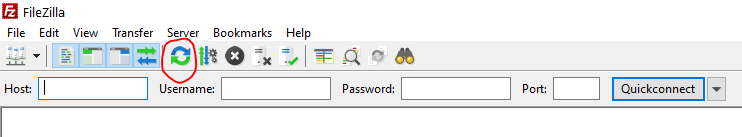 FileZilla
File Edit View Transfer Server Bookmarks Help
Host: Username: Password: Port: Quickconnect